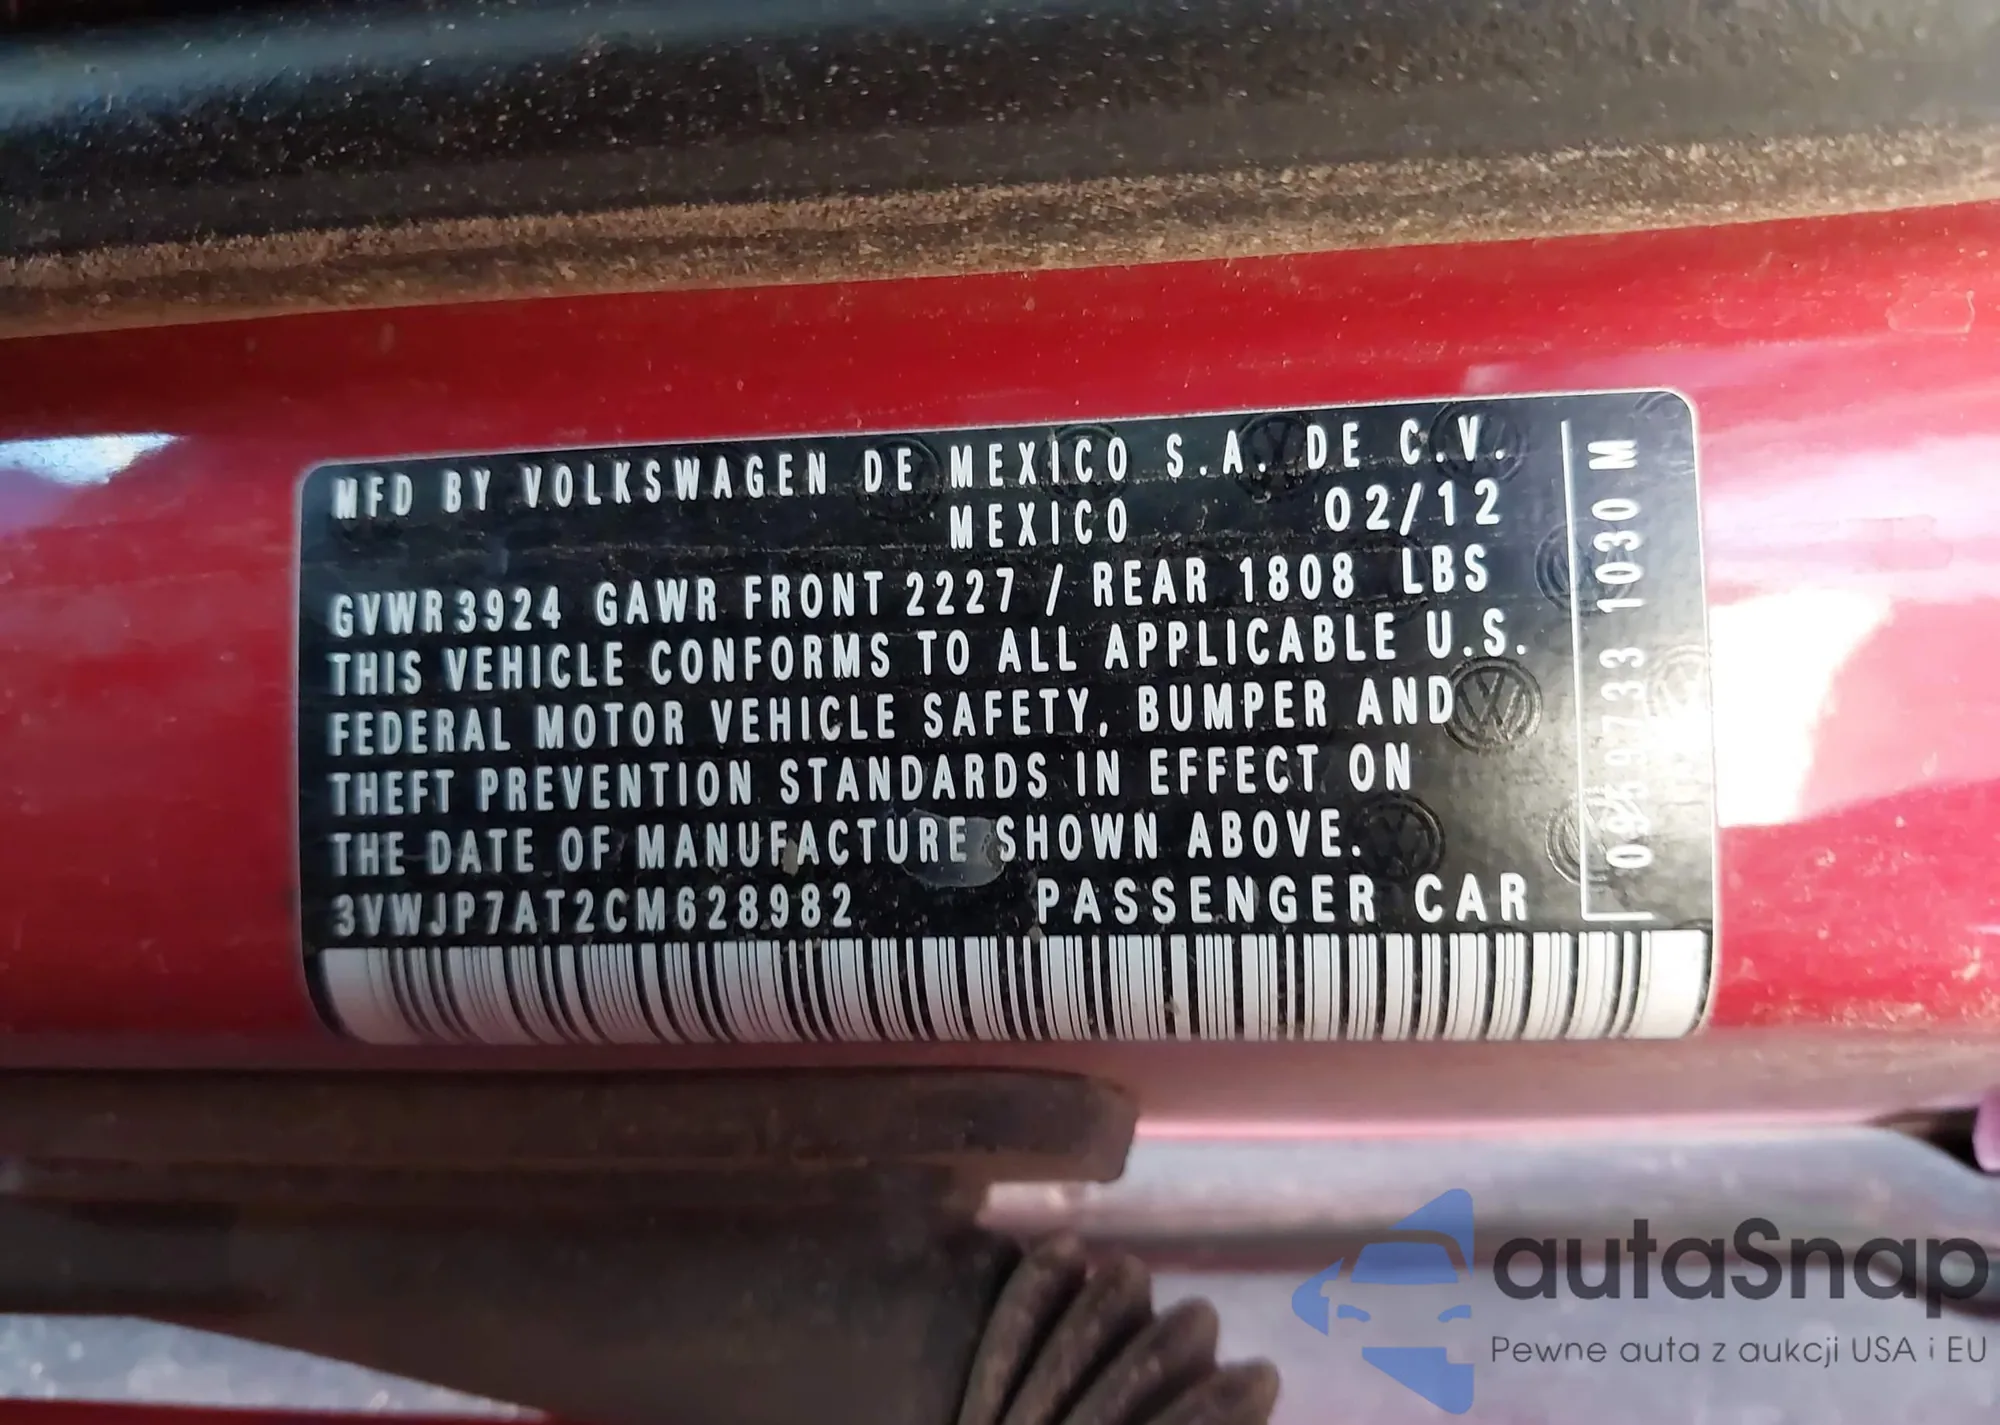 MFD BY VOLKSWAGEN DE MEXICO S.A. DE C.V.
MEXICO 02/12
GVWR 3924 GAWR FRONT 2227 / REAR 1808 LBS
THIS VEHICLE CONFORMS TO ALL APPLICABLE U.S.
FEDERAL MOTOR VEHICLE SAFETY, BUMPER AND
THEFT PREVENTION STANDARDS IN EFFECT ON
THE DATE OF MANUFACTURE SHOWN ABOVE.
3VWJP7AT2CM628982 PASSENGER CAR
1030 M
autaSnap
Pewne auta z aukcji USA i EU